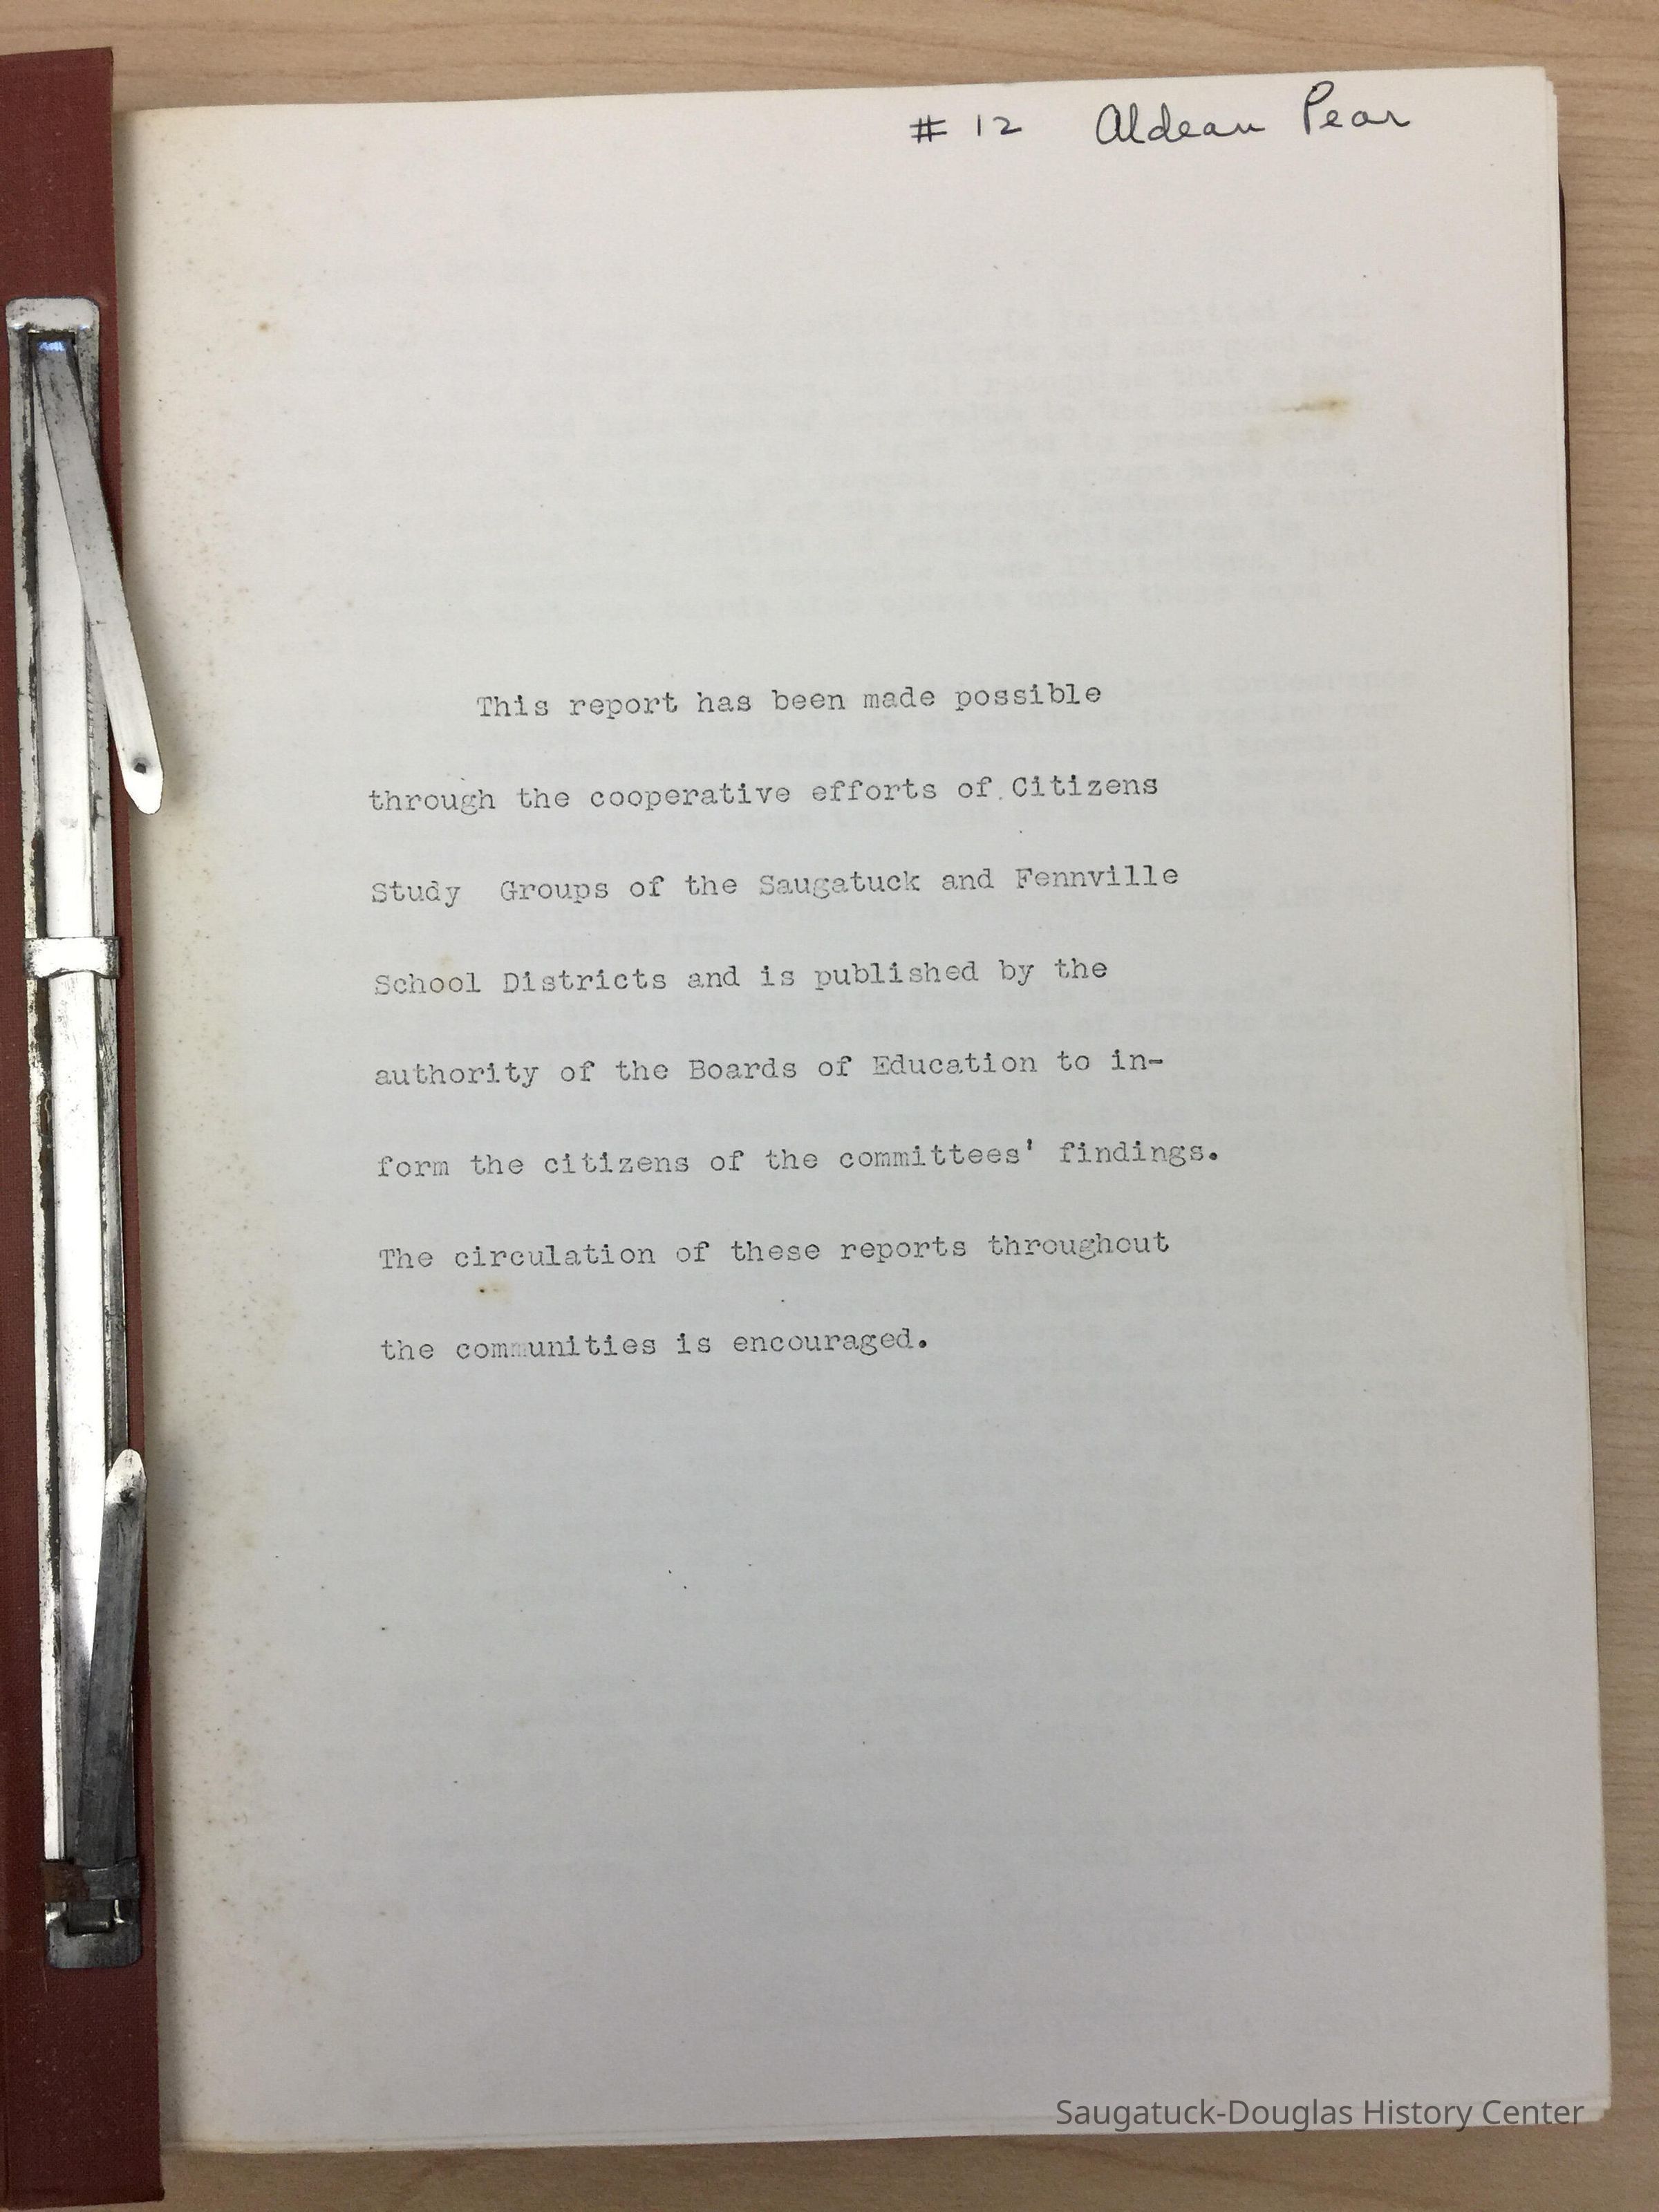 # 12 Aldean Pear
This report has been made possible
through the cooperative efforts of Citizens
Study Groups of the Saugatuck and Fennville
School Districts and is published by the
authority of the Boards of Education to in-
form the citizens of the committees' findings.
The circulation of these reports throughout
the communities is encouraged.
Saugatuck-Douglas History Center